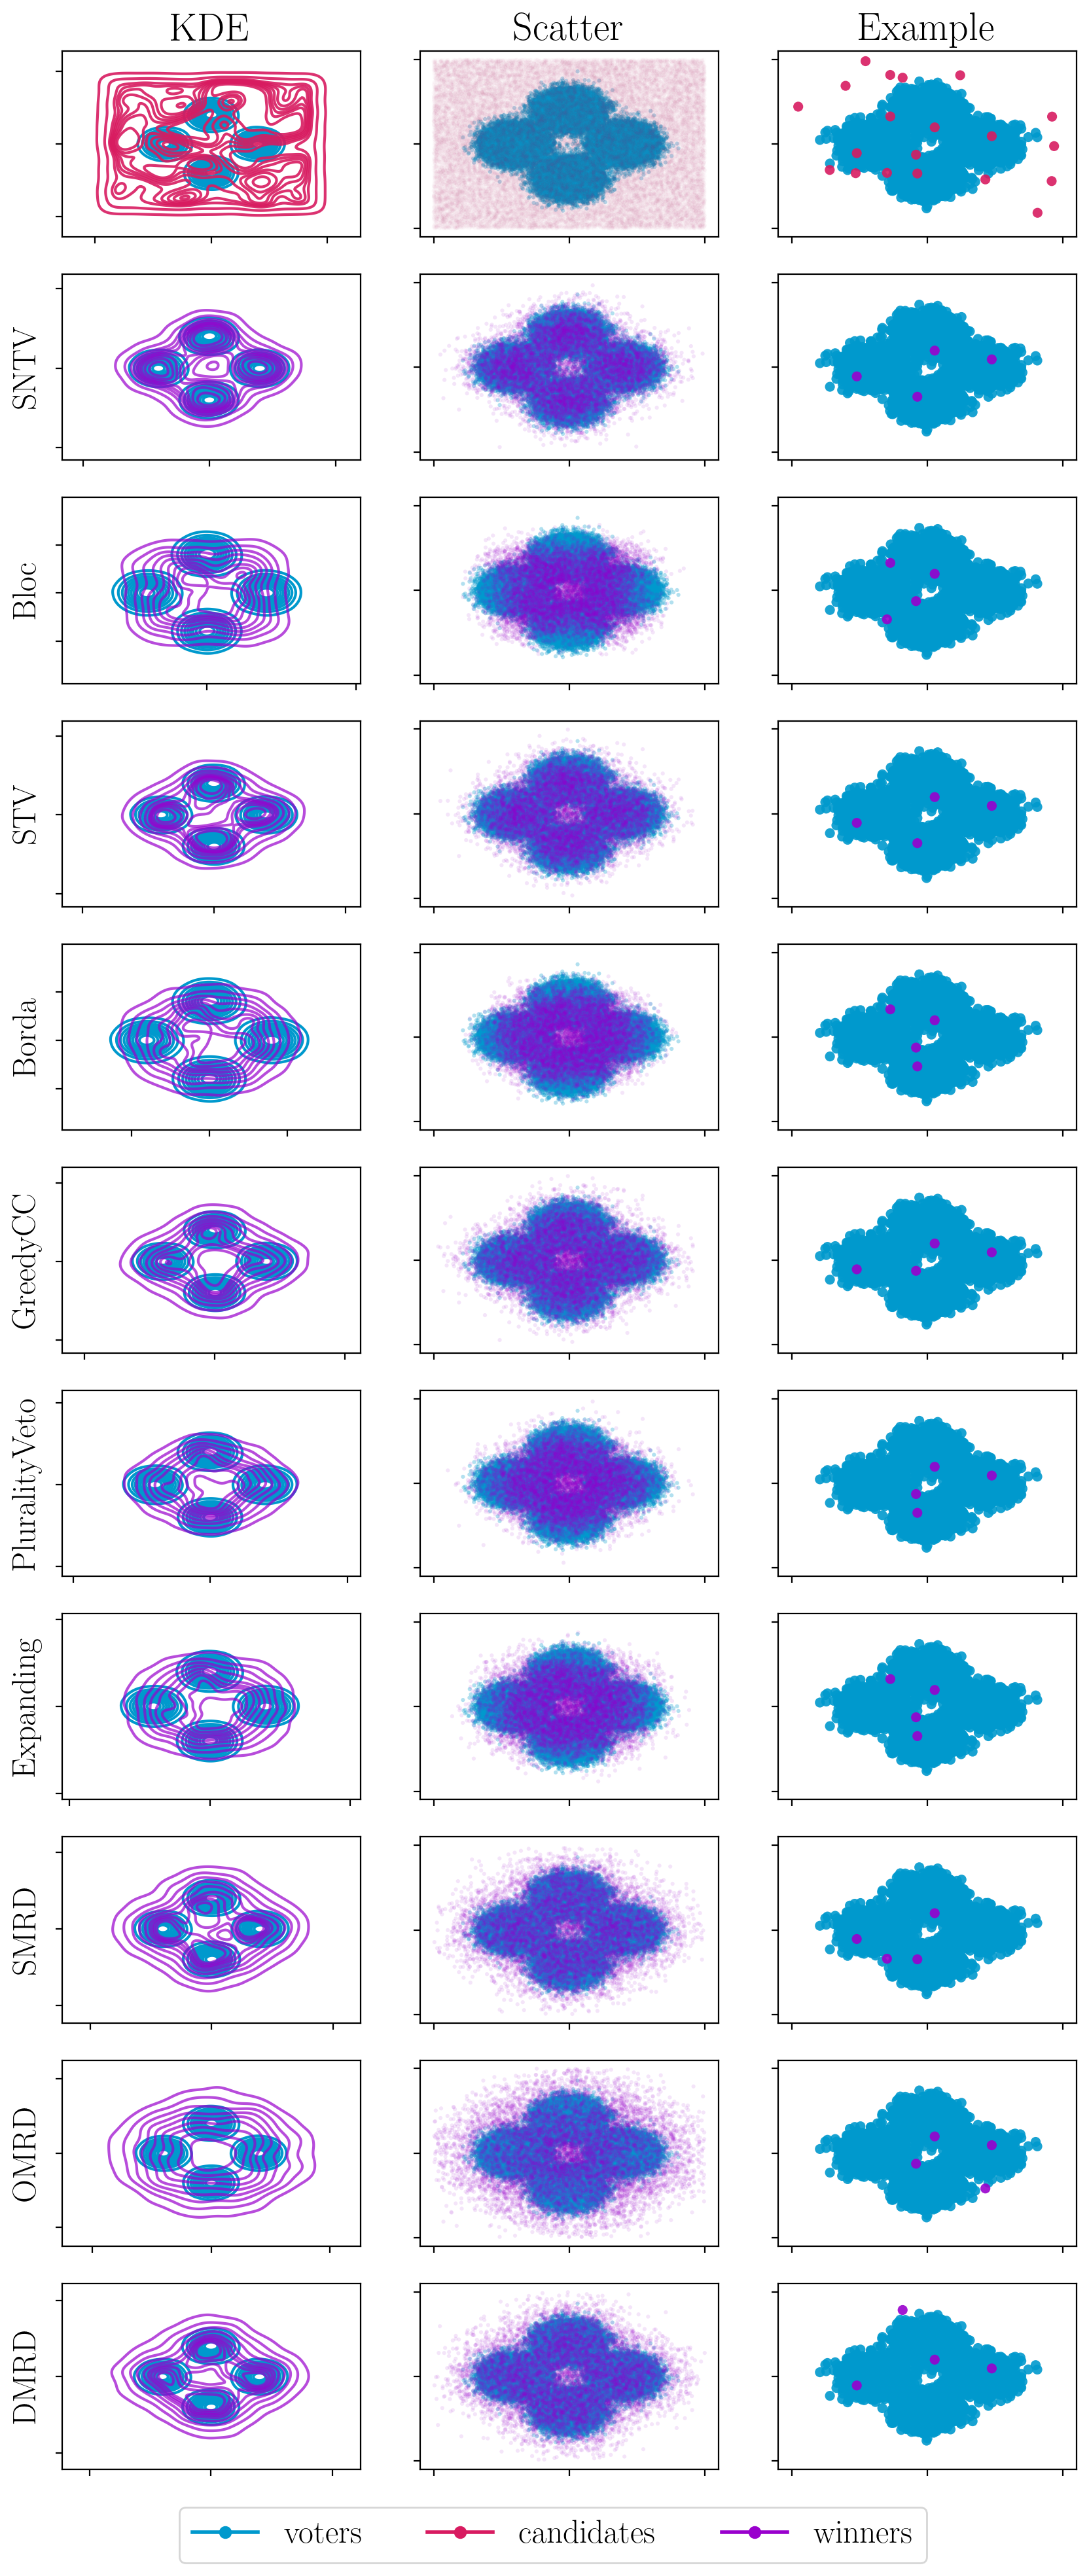 KDE Scatter Example
SNTV
Bloc
STV
Borda
GreedyCC
PluralityVeto
Expanding
SMRD
OMRD
DMRD
voters candidates winners